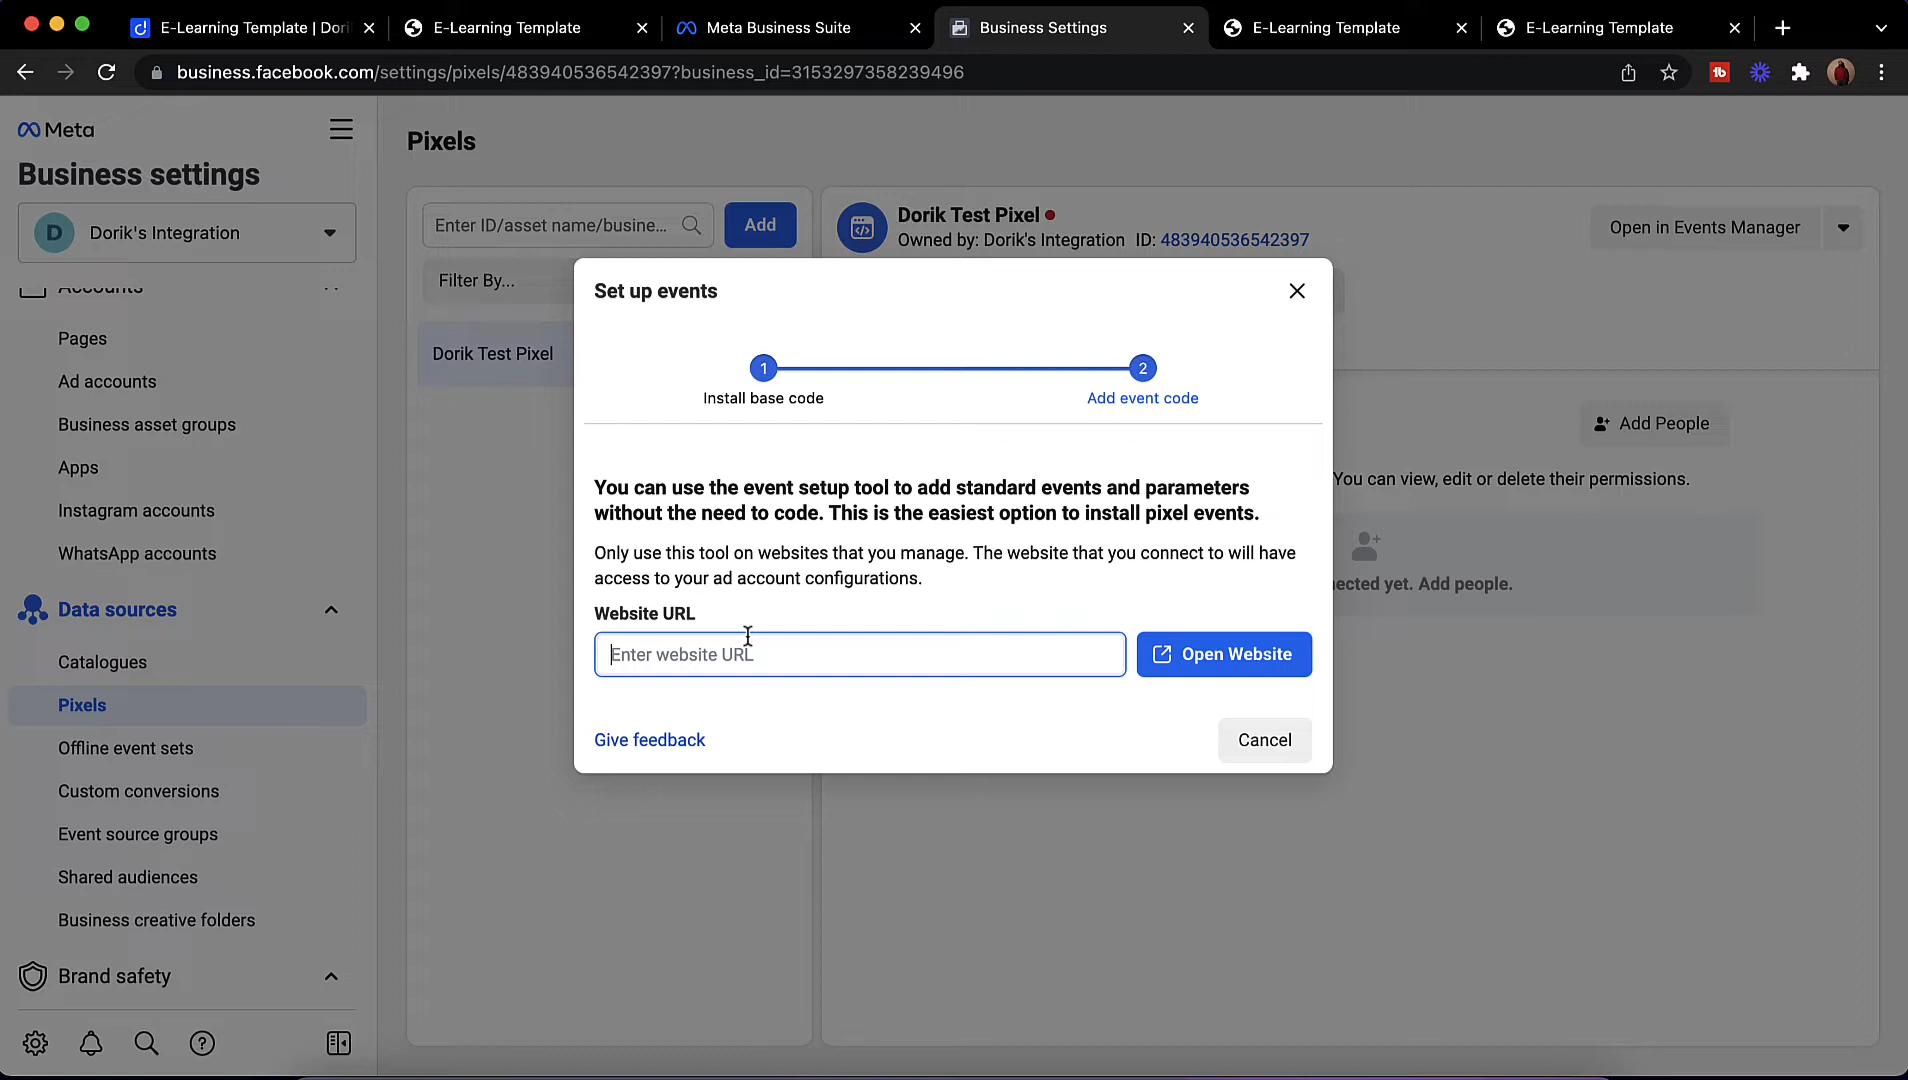 E-Learning Template | Dori
E-Learning Template
Meta Business Suite
Business Settings
E-Learning Template
E-Learning Template
business.facebook.com/settings/pixels/483940536542397?business_id=3153297358239496
Meta
Business settings
D
Dorik's Integration
Accounts
Pages
Ad accounts
Business asset groups
Apps
Instagram accounts
WhatsApp accounts
Data sources
Catalogues
Pixels
Offline event sets
Custom conversions
Event source groups
Shared audiences
Business creative folders
Brand safety
Pixels
Enter ID/asset name/busine...
Add
Filter By...
Dorik Test Pixel
Dorik Test Pixel
Owned by: Dorik's Integration ID: 483940536542397
Open in Events Manager
Add People
You can view, edit or delete their permissions.
nected yet. Add people.
Set up events
1
2
Install base code
Add event code
You can use the event setup tool to add standard events and parameters
without the need to code. This is the easiest option to install pixel events.
Only use this tool on websites that you manage. The website that you connect to will have
access to your ad account configurations.
Website URL
Enter website URL
Open Website
Give feedback
Cancel